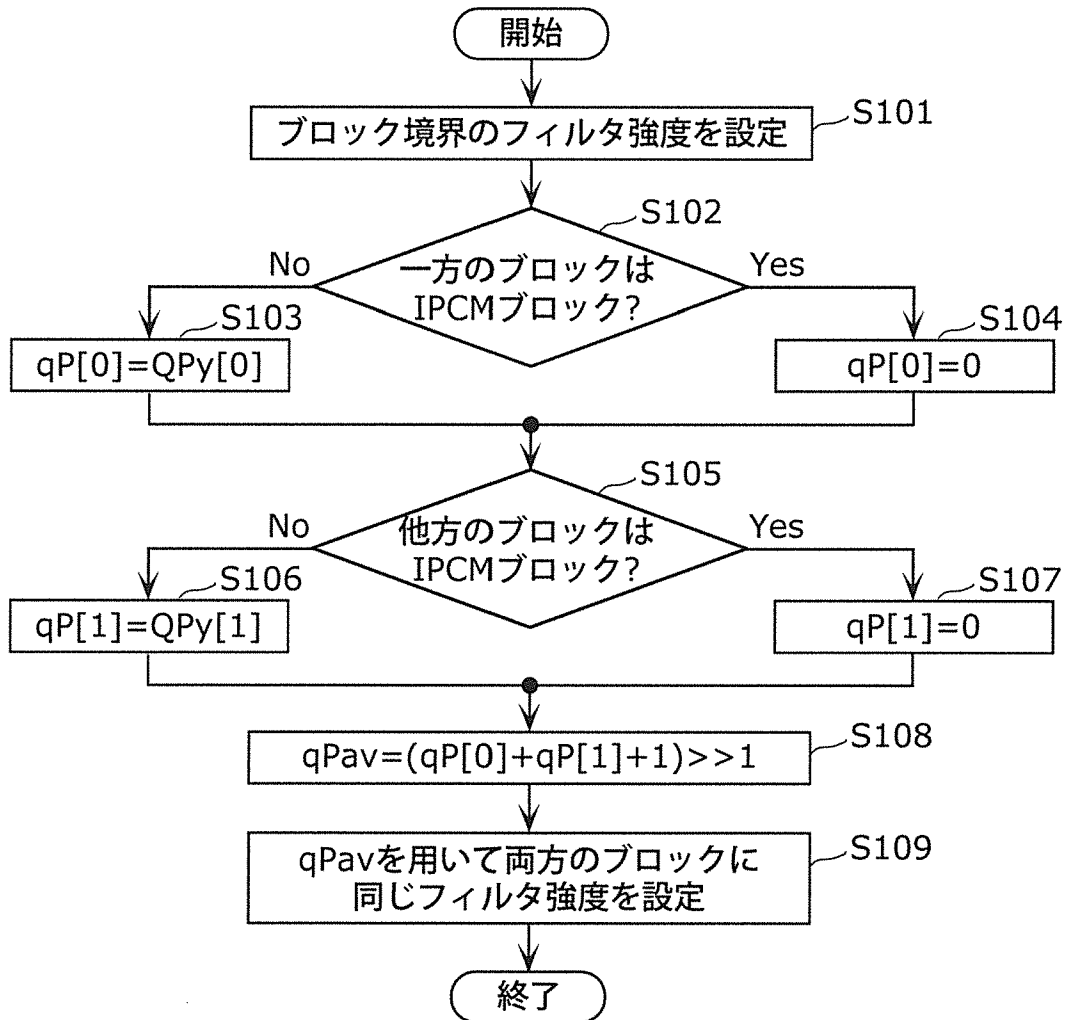 開始
ブロック境界のフィルタ強度を設定
S101
S102
一方のブロックは
IPCMブロック?
No
Yes
S103
qP[0]=QPy[0]
S104
qP[0]=0
S105
他方のブロックは
IPCMブロック?
No
Yes
S106
qP[1]=QPy[1]
S107
qP[1]=0
qPav=(qP[0]+qP[1]+1)>>1
S108
qPavを用いて両方のブロックに
同じフィルタ強度を設定
S109
終了